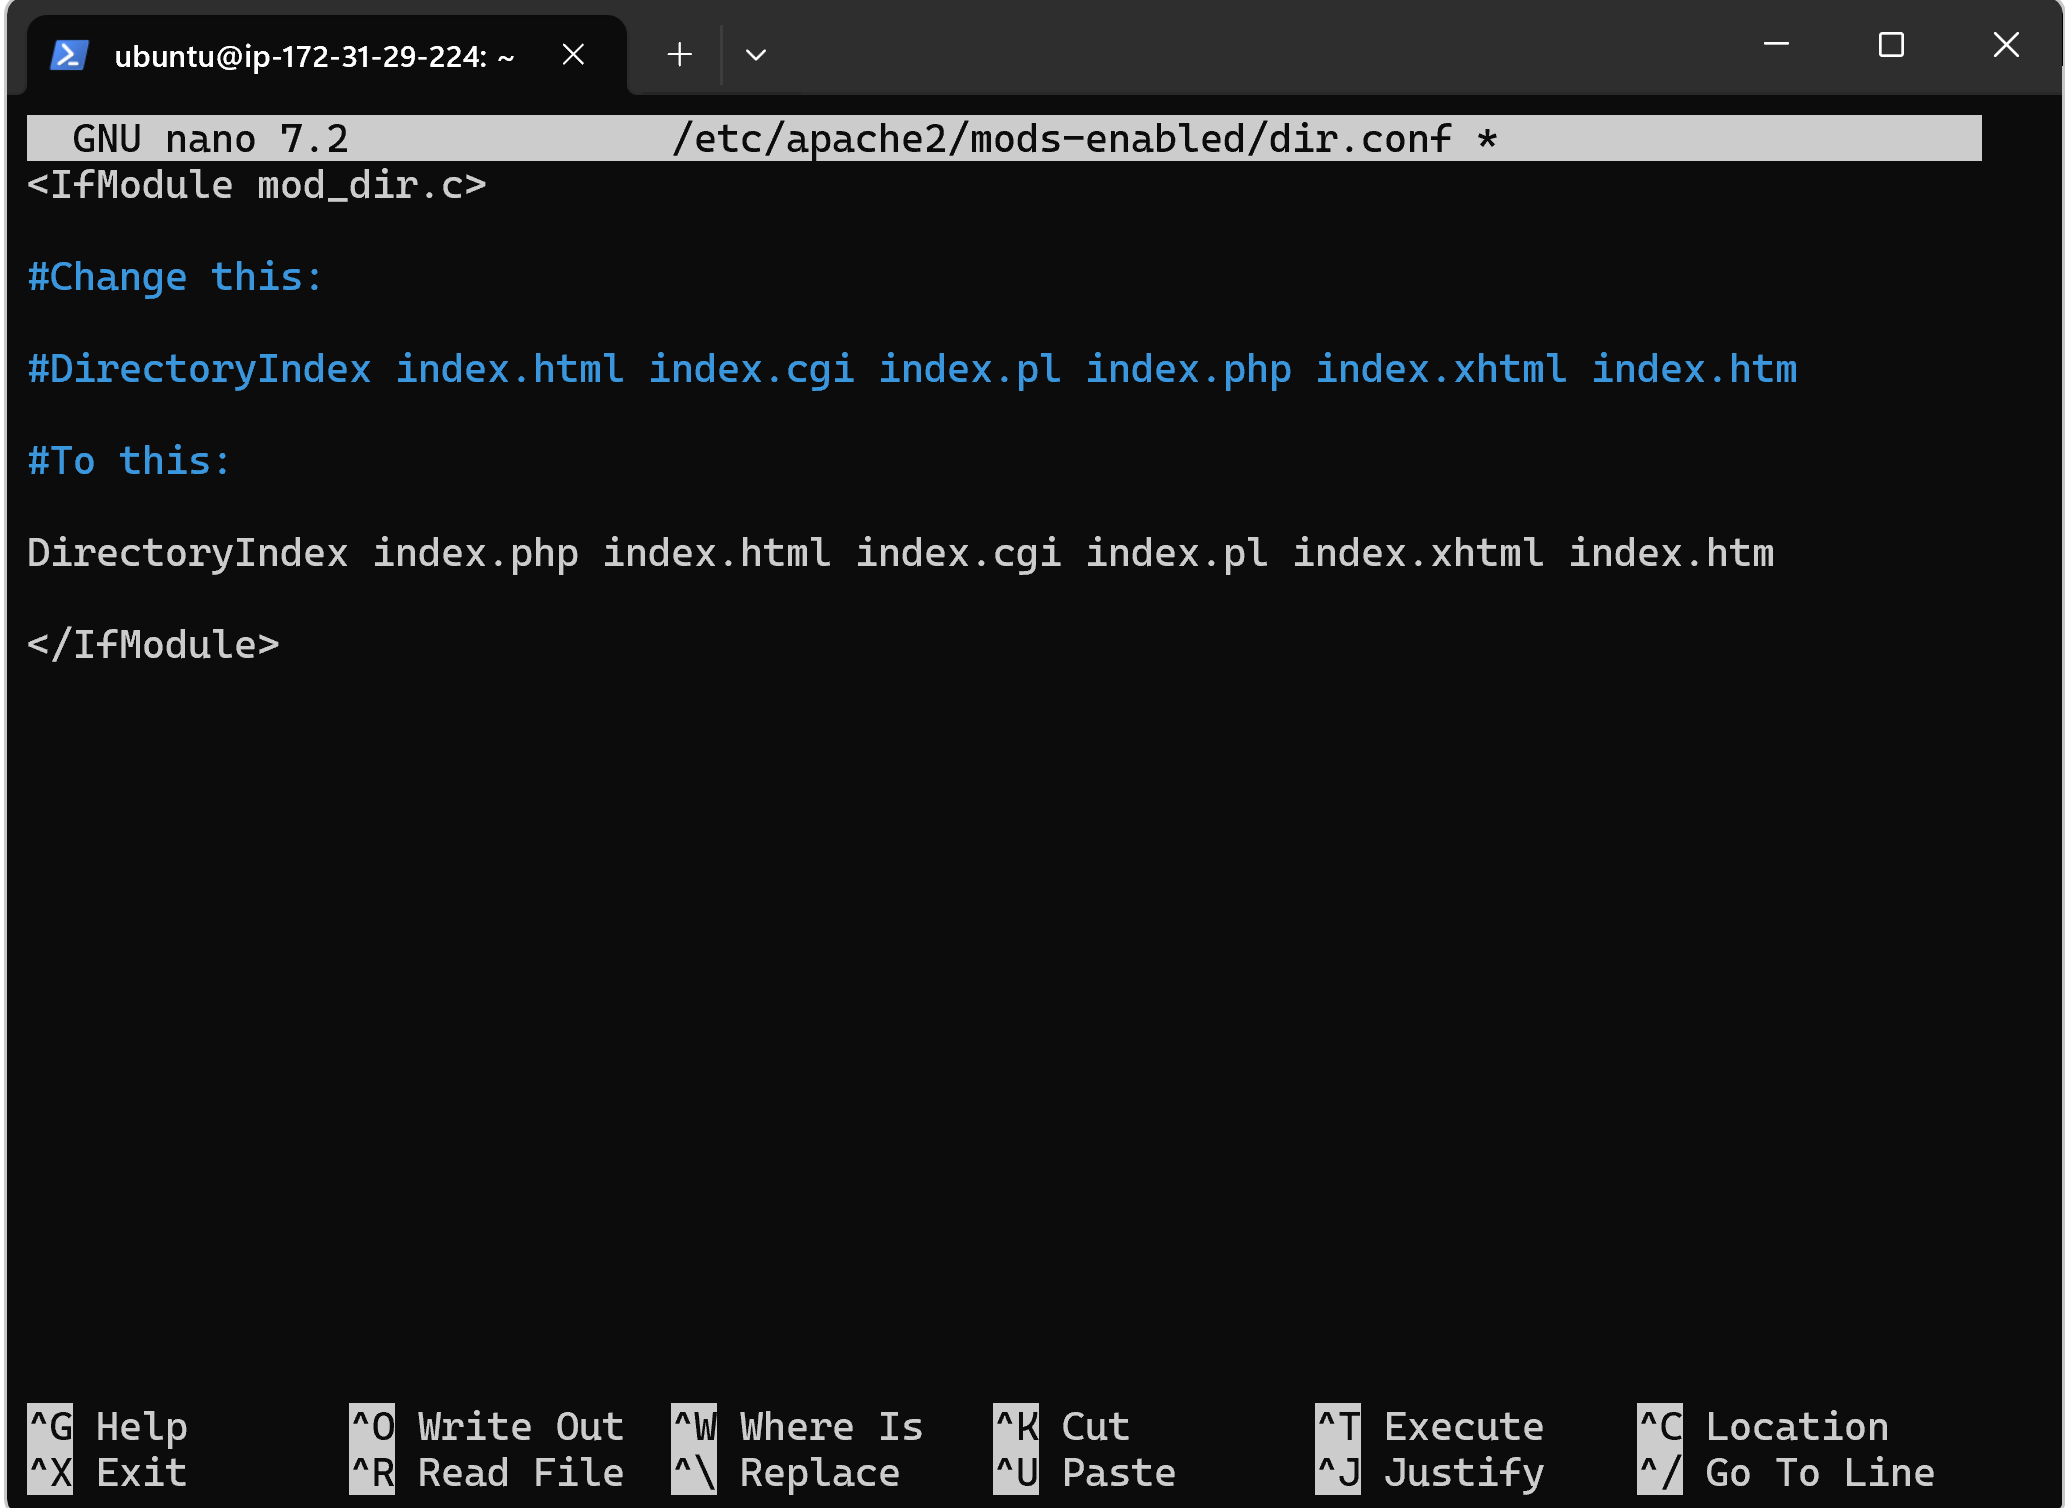 ubuntu@ip-172-31-29-224: ~
GNU nano 7.2 /etc/apache2/mods-enabled/dir.conf *
<IfModule mod_dir.c>
#Change this:
#DirectoryIndex index.html index.cgi index.pl index.php index.xhtml index.htm
#To this:
DirectoryIndex index.php index.html index.cgi index.pl index.xhtml index.htm
</IfModule>
^G Help ^O Write Out ^W Where Is ^K Cut ^T Execute ^C Location
^X Exit ^R Read File ^\ Replace ^U Paste ^J Justify ^/ Go To Line